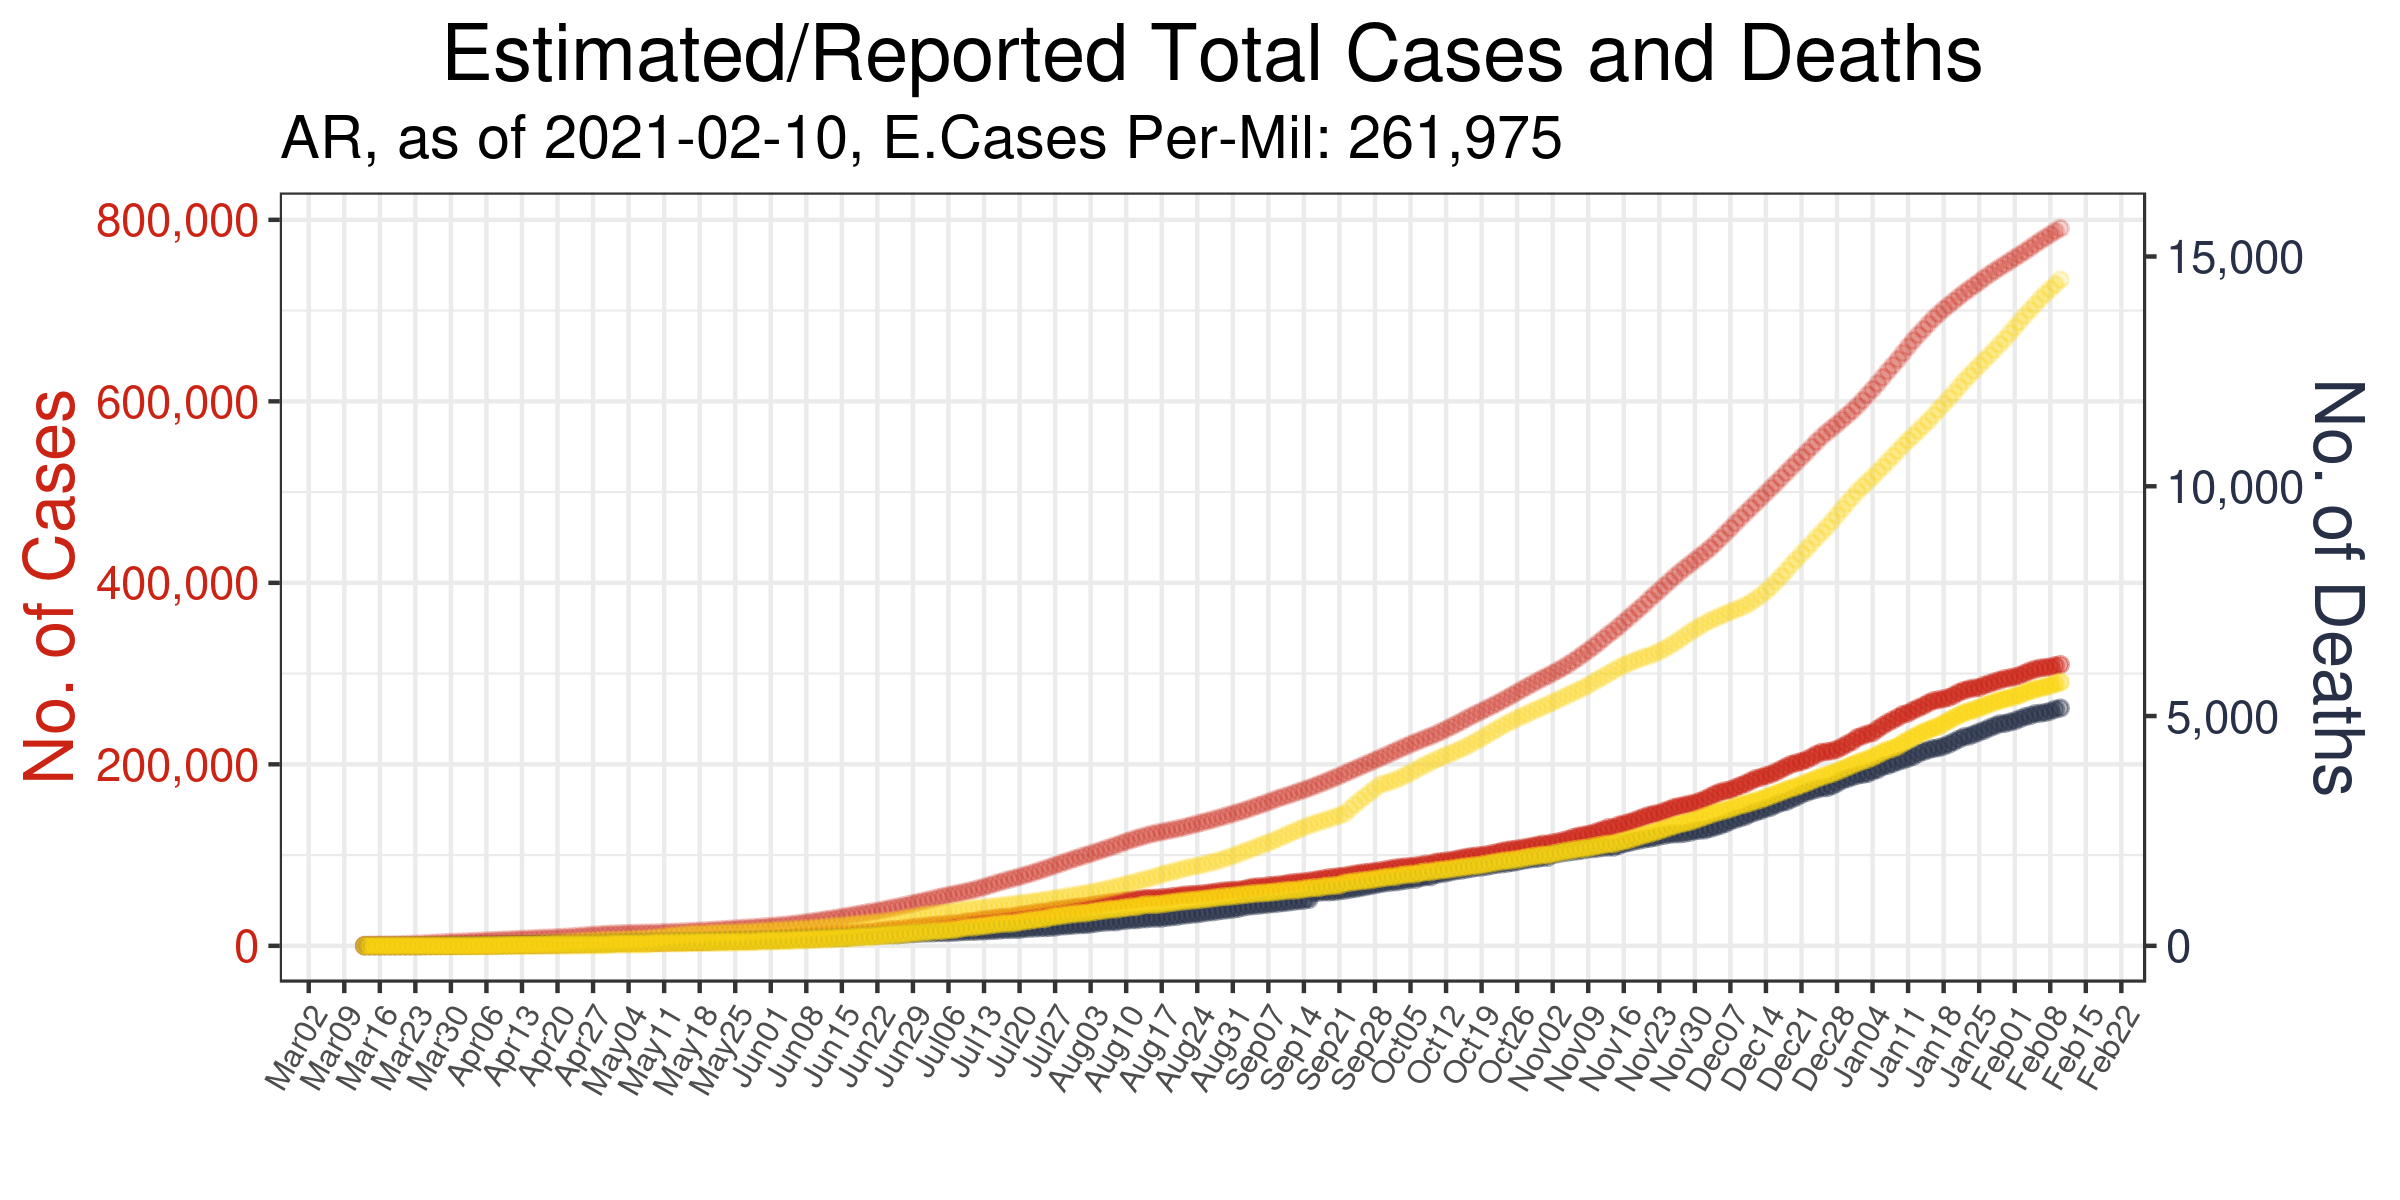 Estimated/Reported Total Cases and Deaths
AR, as of 2021-02-10, E.Cases Per-Mil: 261,975
No. of Cases
800,000
600,000
400,000
200,000
0
15,000
10,000
5,000
0
No. of Deaths
Mar02
Mar09
Mar16
Mar23
Mar30
Apr06
Apr13
Apr20
Apr27
May04
May11
May18
May25
Jun01
Jun08
Jun15
Jun22
Jun29
Jul06
Jul13
Jul20
Jul27
Aug03
Aug10
Aug17
Aug24
Aug31
Sep07
Sep14
Sep21
Sep28
Oct05
Oct12
Oct19
Oct26
Nov02
Nov09
Nov16
Nov23
Nov30
Dec07
Dec14
Dec21
Dec28
Jan04
Jan11
Jan18
Jan25
Feb01
Feb08
Feb15
Feb22